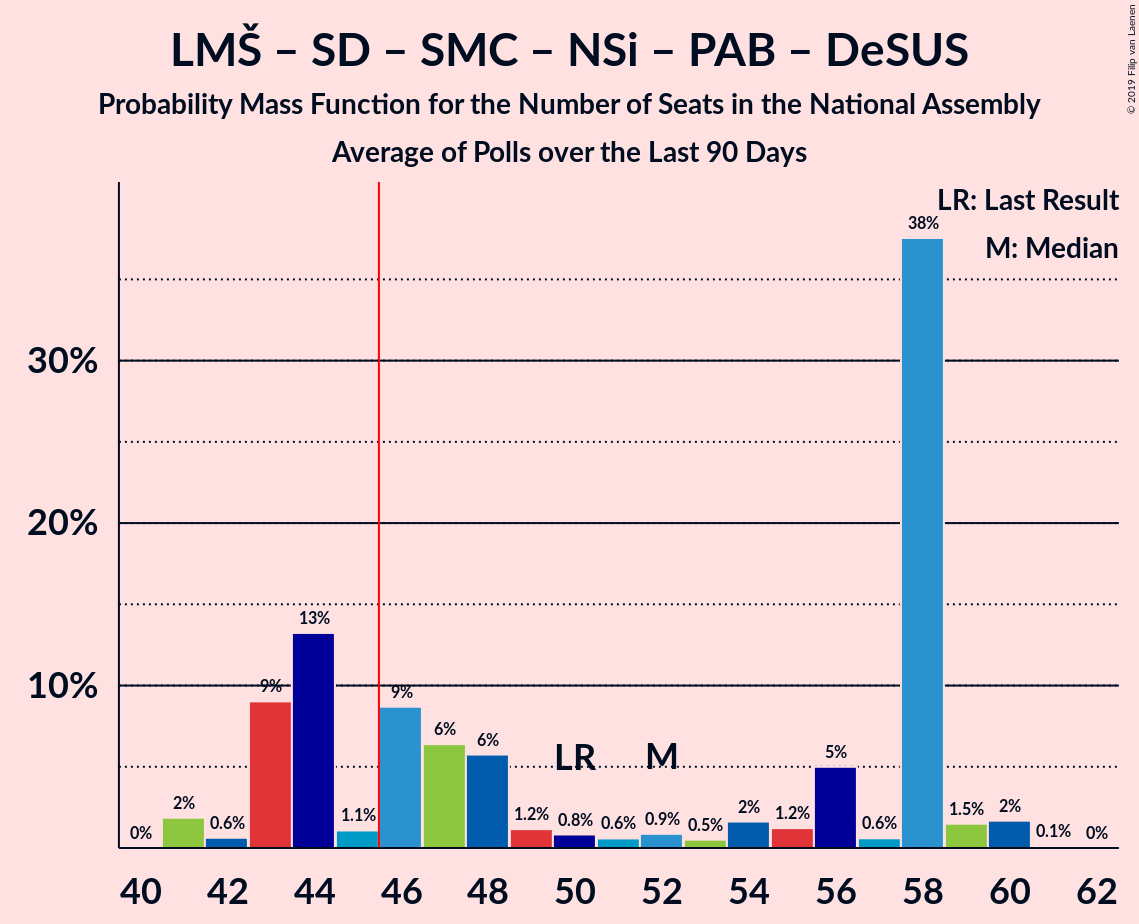 LMŠ – SD – SMC – NSi – PAB – DeSUS
Probability Mass Function for the Number of Seats in the National Assembly
Average of Polls over the Last 90 Days
© 2019 Filip van Laenen
LR: Last Result
M: Median
30%
20%
10%
0%
2%
0.6%
9%
13%
1.1%
9%
6%
6%
1.2%
0.8%
0.6%
0.9%
0.5%
2%
1.2%
5%
0.6%
38%
1.5%
2%
0.1%
0%
LR
M
40 42 44 46 48 50 52 54 56 58 60 62